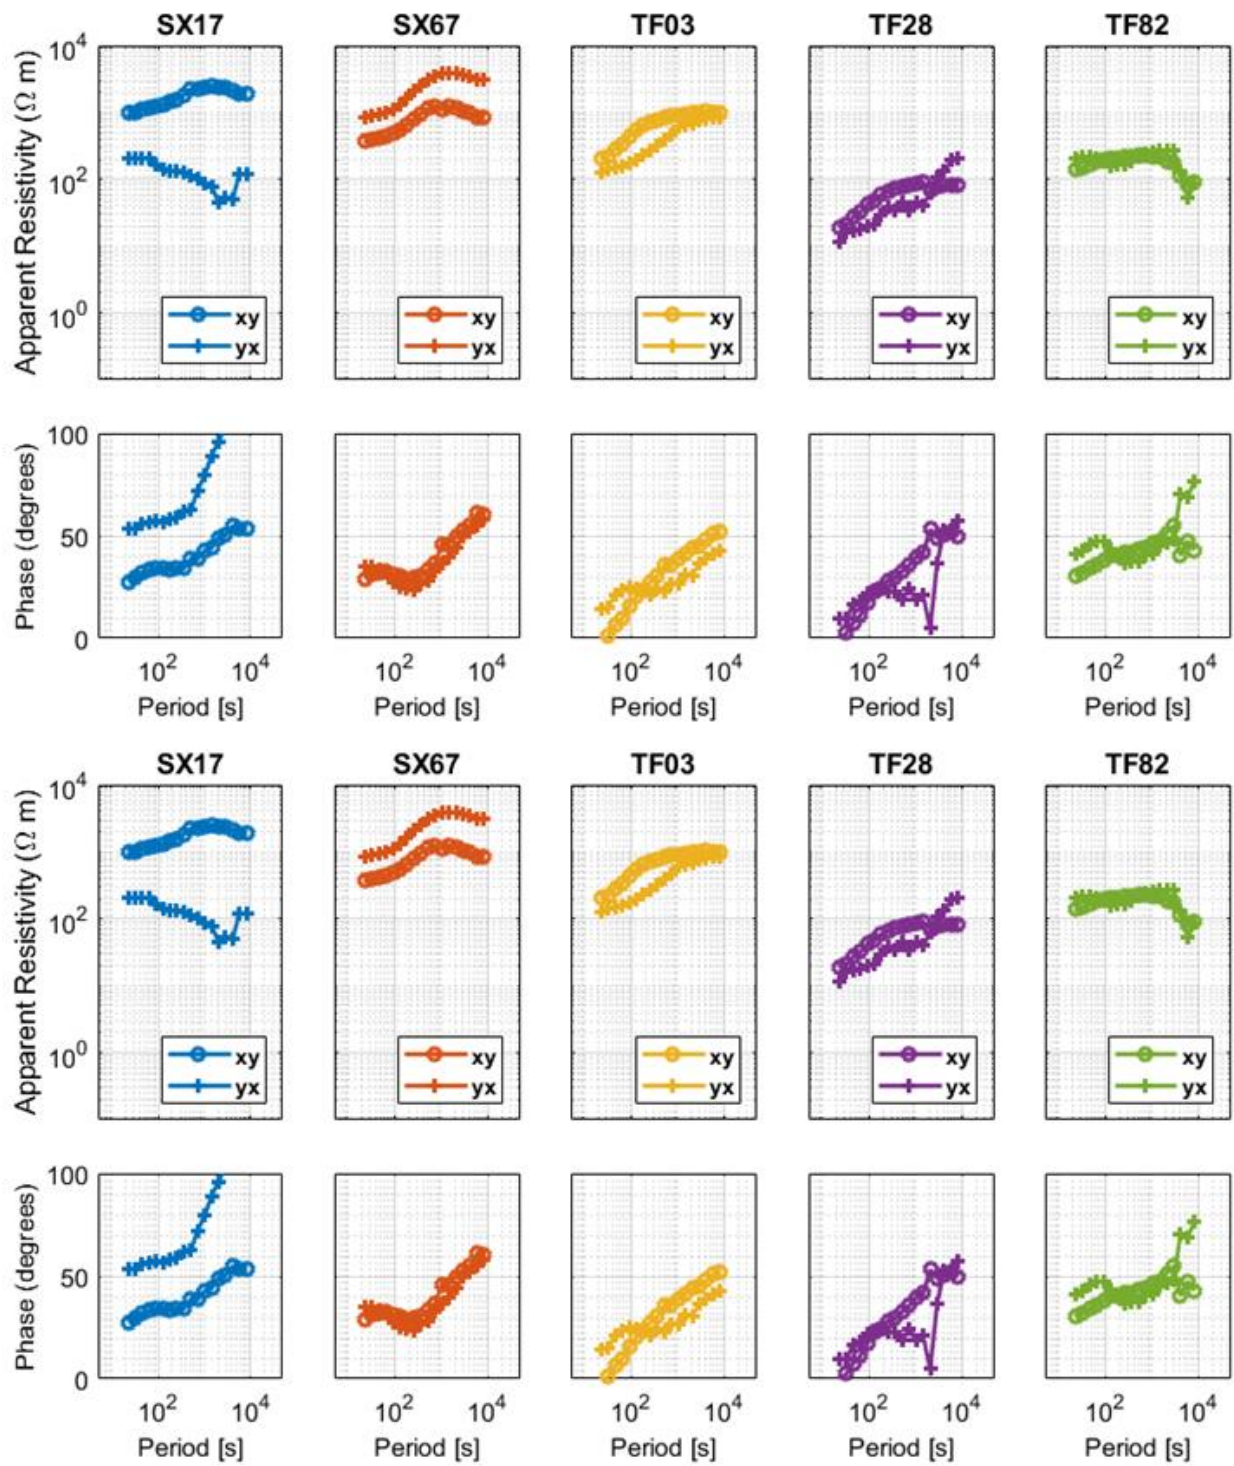 SX17 SX67 TF03 TF28 TF82
Apparent Resistivity (Ω m)
10^4
10^2
10^0
xy xy xy xy xy
yx yx yx yx yx
Phase (degrees)
100
50
0
10^2 10^4 10^2 10^4 10^2 10^4 10^2 10^4 10^2 10^4
Period [s] Period [s] Period [s] Period [s] Period [s]
SX17 SX67 TF03 TF28 TF82
Apparent Resistivity (Ω m)
10^4
10^2
10^0
xy xy xy xy xy
yx yx yx yx yx
Phase (degrees)
100
50
0
10^2 10^4 10^2 10^4 10^2 10^4 10^2 10^4 10^2 10^4
Period [s] Period [s] Period [s] Period [s] Period [s]